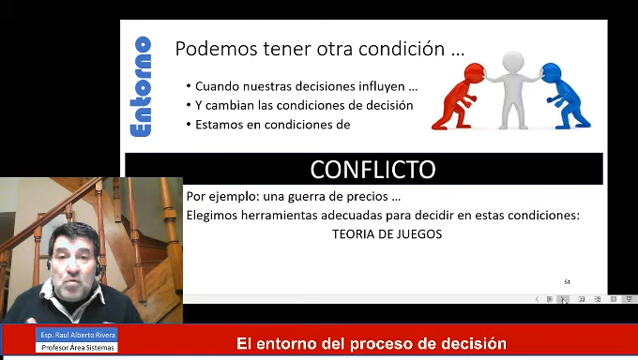 Entorno
Podemos tener otra condición ...
• Cuando nuestras decisiones influyen ...
• Y cambian las condiciones de decisión
• Estamos en condiciones de
CONFLICTO
Por ejemplo: una guerra de precios ...
Elegimos herramientas adecuadas para decidir en estas condiciones:
TEORIA DE JUEGOS
54
Esp. Raul Alberto Rivera
Profesor Área Sistemas
El entorno del proceso de decisión